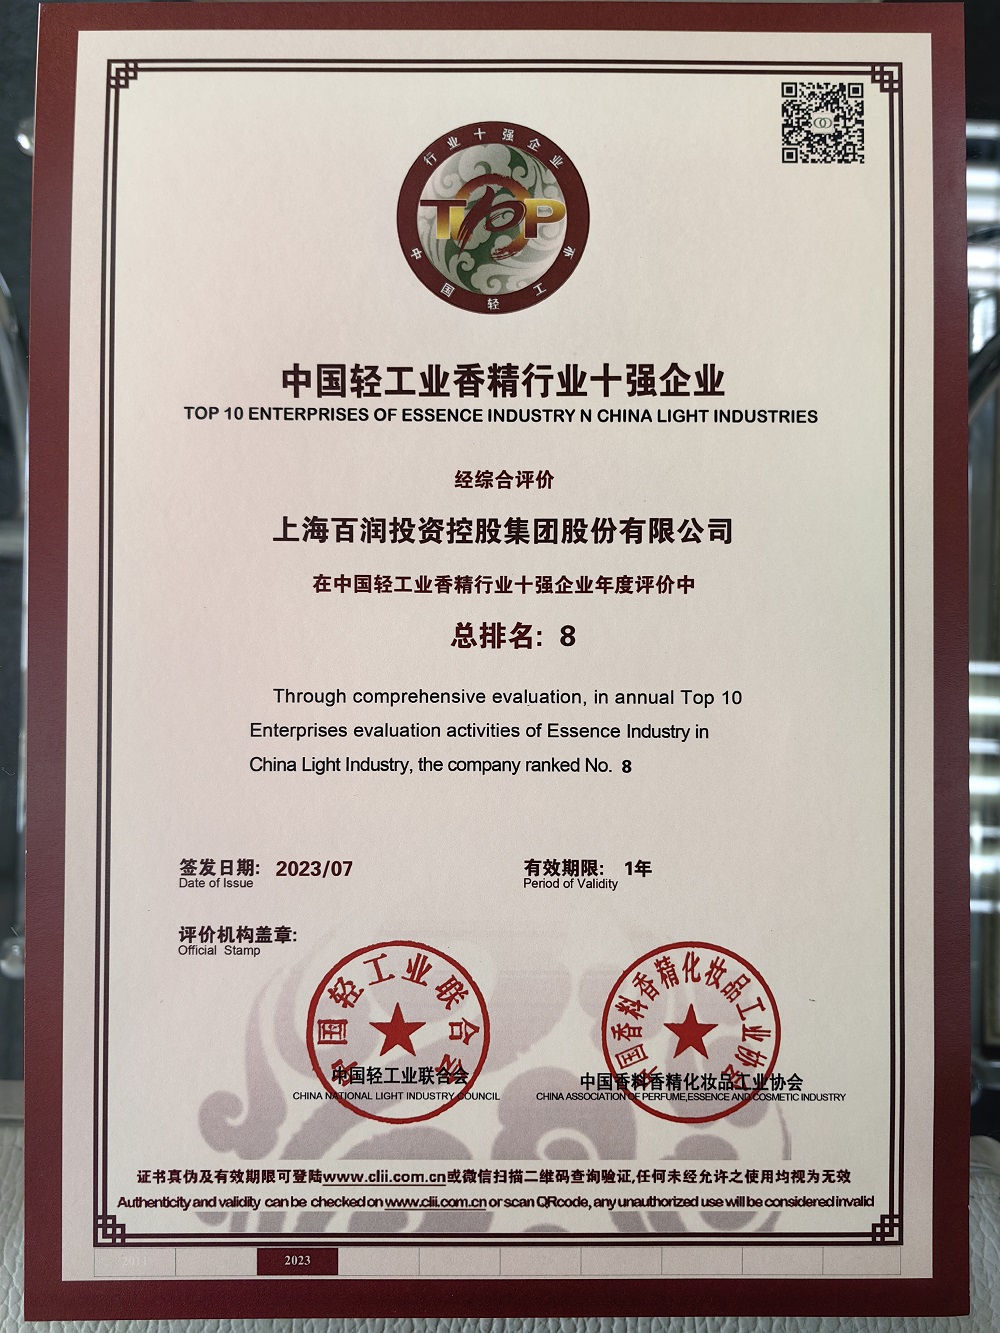 行业十强企业
TOP
中国轻工业
中国轻工业香精行业十强企业
TOP 10 ENTERPRISES OF ESSENCE INDUSTRY N CHINA LIGHT INDUSTRIES
经综合评价
上海百润投资控股集团股份有限公司
在中国轻工业香精行业十强企业年度评价中
总排名: 8
Through comprehensive evaluation, in annual Top 10
Enterprises evaluation activities of Essence Industry in
China Light Industry, the company ranked No. 8
签发日期: 2023/07 有效期限: 1年
Date of Issue Period of Validity
评价机构盖章:
Official Stamp
中国轻工业联合会
中国香料香精化妆品工业协会
中国轻工业联合会
CHINA NATIONAL LIGHT INDUSTRY COUNCIL
中国香料香精化妆品工业协会
CHINA ASSOCIATION OF PERFUME,ESSENCE AND COSMETIC INDUSTRY
证书真伪及有效期限可登陆www.clii.com.cn或微信扫描二维码查询验证,任何未经允许之使用均视为无效
Authenticity and validity can be checked on www.clii.com.cn or scan QRcode, any unauthorized use will be considered invalid
2023